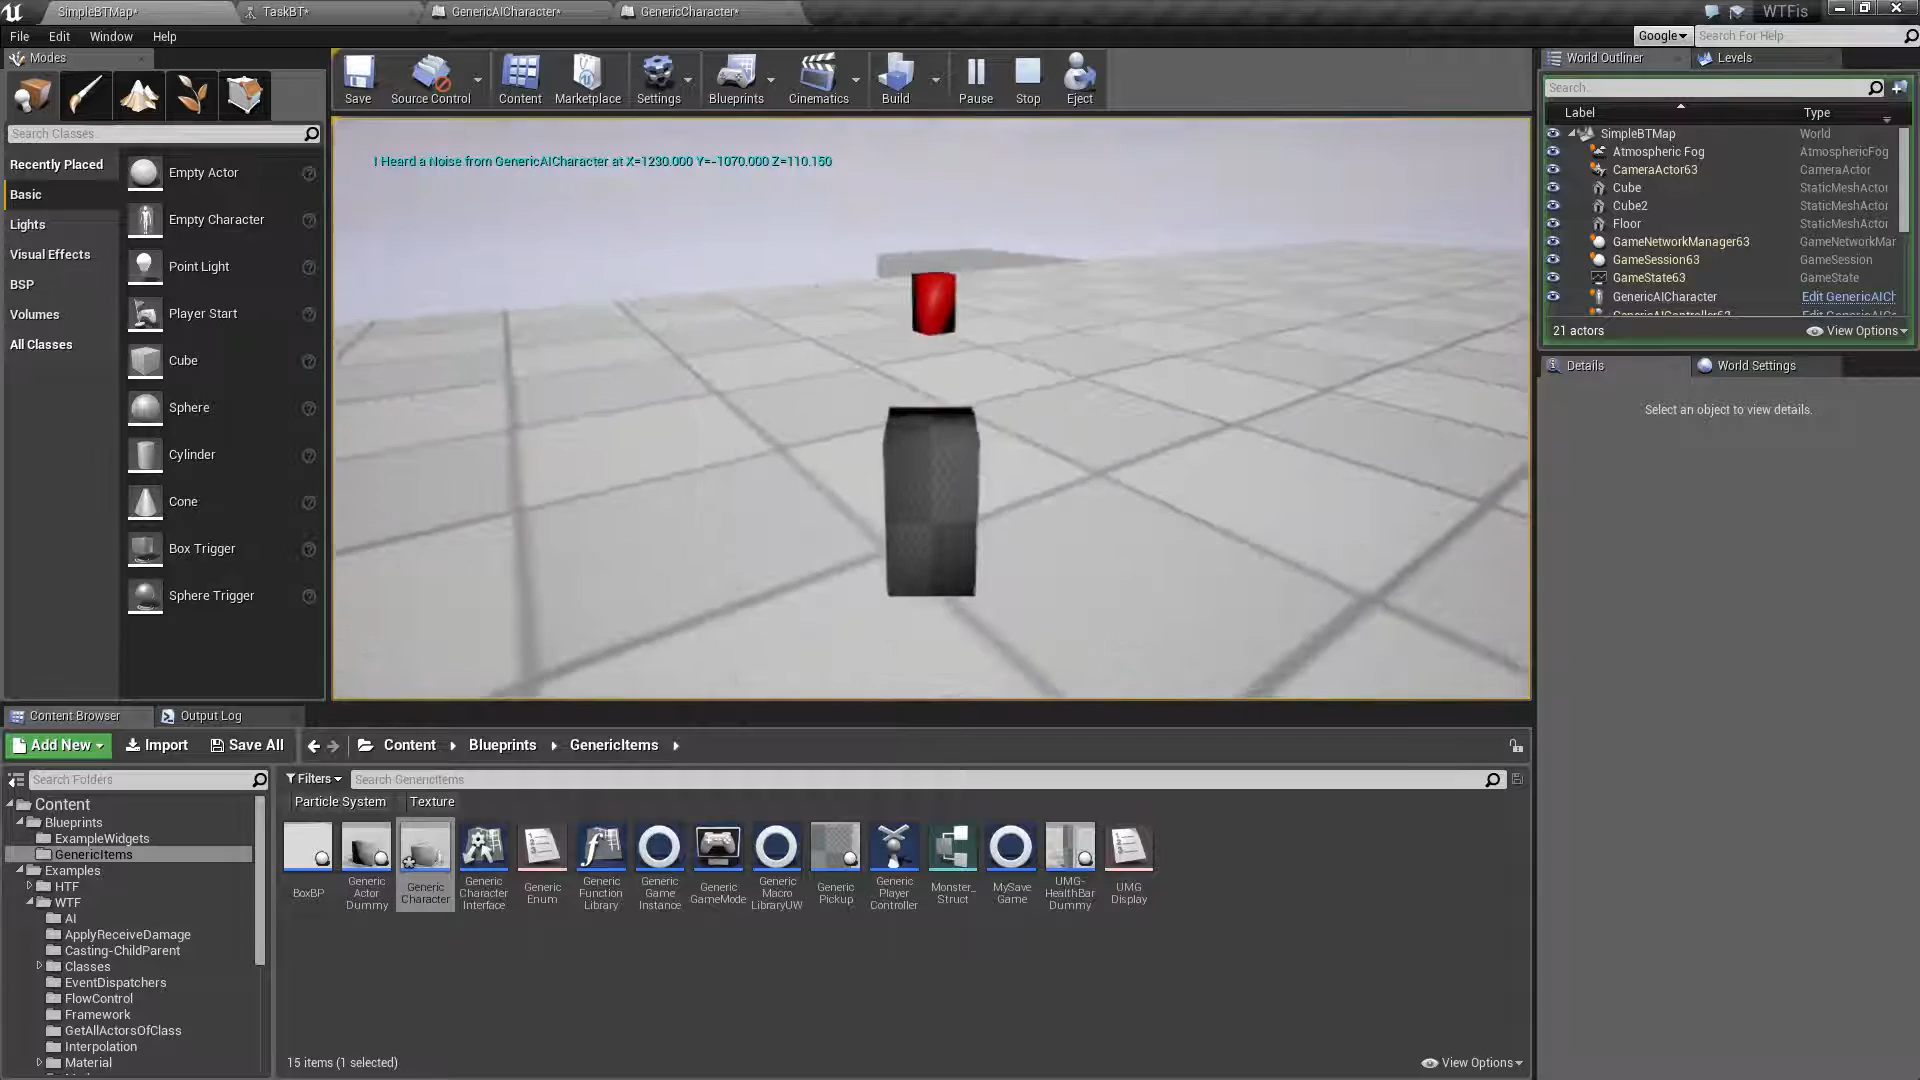 SimpleBTMap*
TaskBT*
GenericAICharacter*
GenericCharacter*
WTFis
File
Edit
Window
Help
Google
Search For Help
Modes
Save
Source Control
Content
Marketplace
Settings
Blueprints
Cinematics
Build
Pause
Stop
Eject
World Outliner
Levels
Search Classes
Search...
Label
Type
Recently Placed
Basic
Lights
Visual Effects
BSP
Volumes
All Classes
Empty Actor
Empty Character
Point Light
Player Start
Cube
Sphere
Cylinder
Cone
Box Trigger
Sphere Trigger
I Heard a Noise from GenericAICharacter at X=1230.000 Y=-1070.000 Z=110.150
SimpleBTMap World
Atmospheric Fog AtmosphericFog
CameraActor63 CameraActor
Cube StaticMeshActor
Cube2 StaticMeshActor
Floor StaticMeshActor
GameNetworkManager63 GameNetworkMar
GameSession63 GameSession
GameState63 GameState
GenericAICharacter Edit GenericAICh
21 actors
View Options
Details
World Settings
Select an object to view details.
Content Browser
Output Log
Add New
Import
Save All
Content
Blueprints
GenericItems
Search Folders
Filters
Search GenericItems
Particle System
Texture
Content
Blueprints
ExampleWidgets
GenericItems
Examples
HTF
WTF
AI
ApplyReceiveDamage
Casting-ChildParent
Classes
EventDispatchers
FlowControl
Framework
GetAllActorsOfClass
Interpolation
Material
BoxBP
Generic
Actor
Dummy
Generic
Character
Generic
Character
Interface
Generic
Enum
Generic
Function
Library
Generic
Game
Instance
Generic
GameMode
Generic
Macro
LibraryUW
Generic
Pickup
Generic
Player
Controller
Monster_
Struct
MySave
Game
UMG-
HealthBar
Dummy
UMG
Display
15 items (1 selected)
View Options